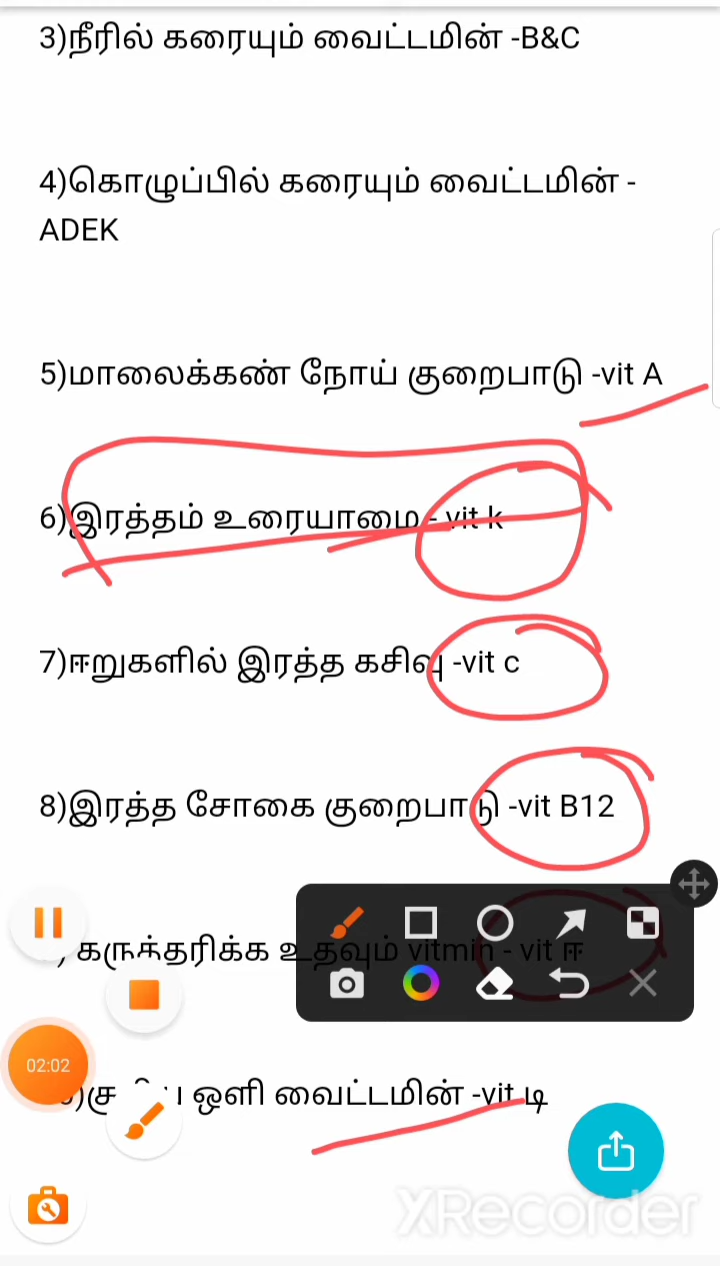 3)நீரில் கரையும் வைட்டமின் -B&C
4)கொழுப்பில் கரையும் வைட்டமின் -
ADEK
5)மாலைக்கண் நோய் குறைபாடு -vit A
6)இரத்தம் உரையாமை - vit k
7)ஈறுகளில் இரத்த கசிவு -vit c
8)இரத்த சோகை குறைபாடு -vit B12
கருத்தரிக்க உதவும் vitmin - vit ஈ
02:02
ஒளி வைட்டமின் -vit டி
XRecorder